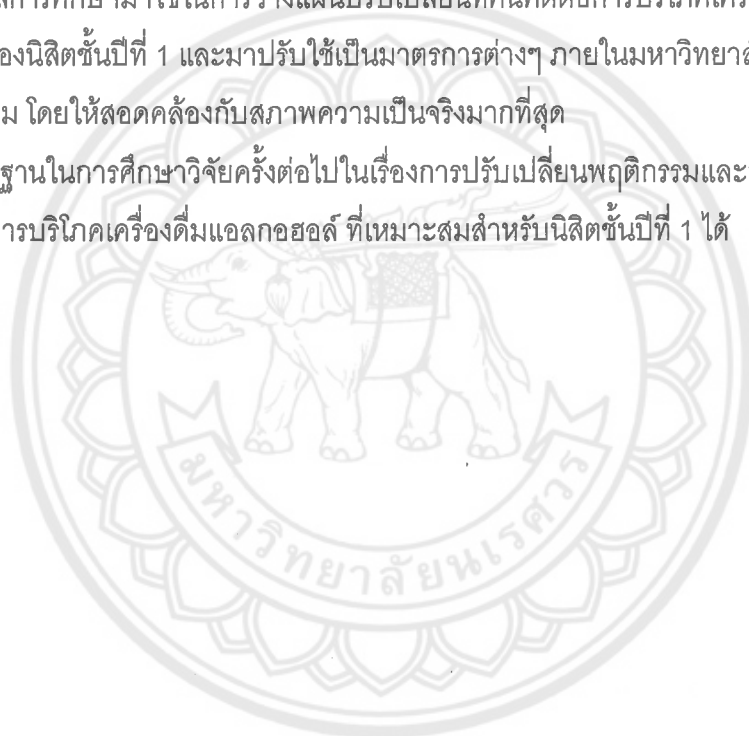 องนิสิตชั้นปีที่ 1 และมาปรับใช้เป็นมาตรการต่างๆ ภายในมหาวิทยาล
ม โดยให้สอดคล้องกับสภาพความเป็นจริงมากที่สุด
ฐานในการศึกษาวิจัยครั้งต่อไปในเรื่องการปรับเปลี่ยนพฤติกรรมและ
ารบริโภคเครื่องดื่มแอลกอฮอล์ ที่เหมาะสมสำหรับนิสิตชั้นปีที่ 1 ได้
มหาวิทยาลัยนเรศวร